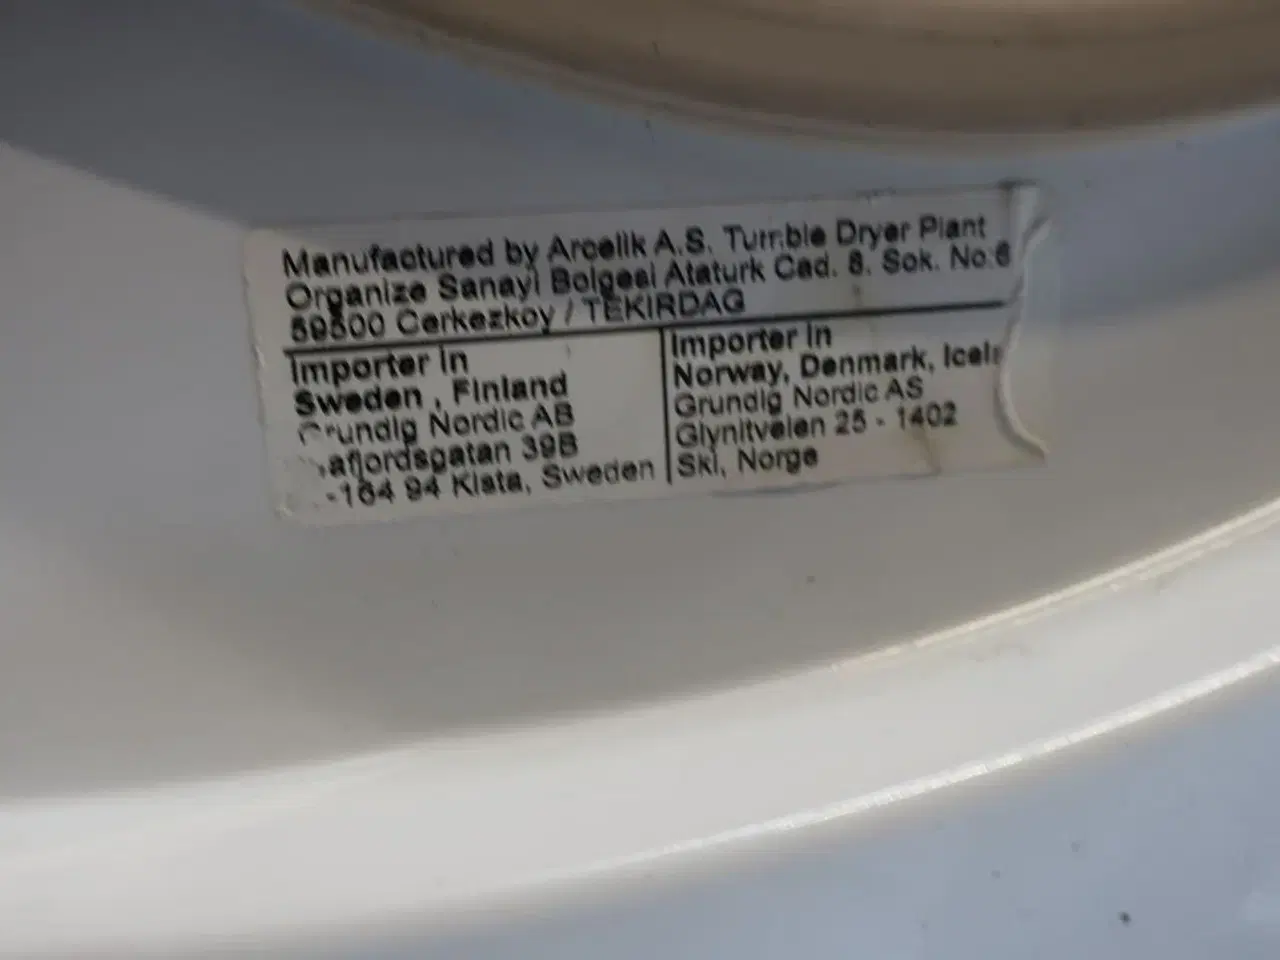 Manufactured by Arcelik A.S. Tumble Dryer Plant
Organize Sanayi Bolgesi Ataturk Cad. 8. Sok. No:6
59500 Cerkezkoy / TEKIRDAG
Importer in
Sweden , Finland
Grundig Nordic AB
39B
164 94 Kista, Sweden
Importer in
Norway, Denmark,
Grundig Nordic AS
Glynitveien 25 - 1402
Ski, Norge